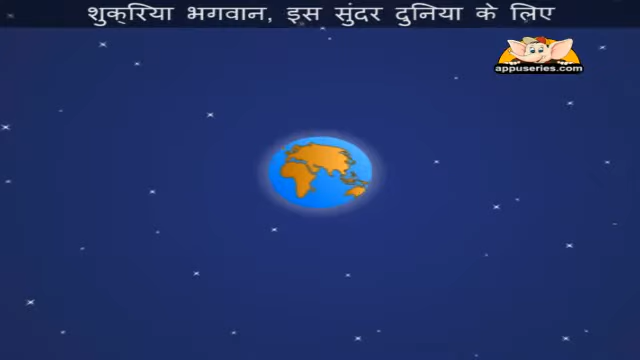 शुक्रिया भगवान, इस सुंदर दुनिया के लिए
appuseries.com